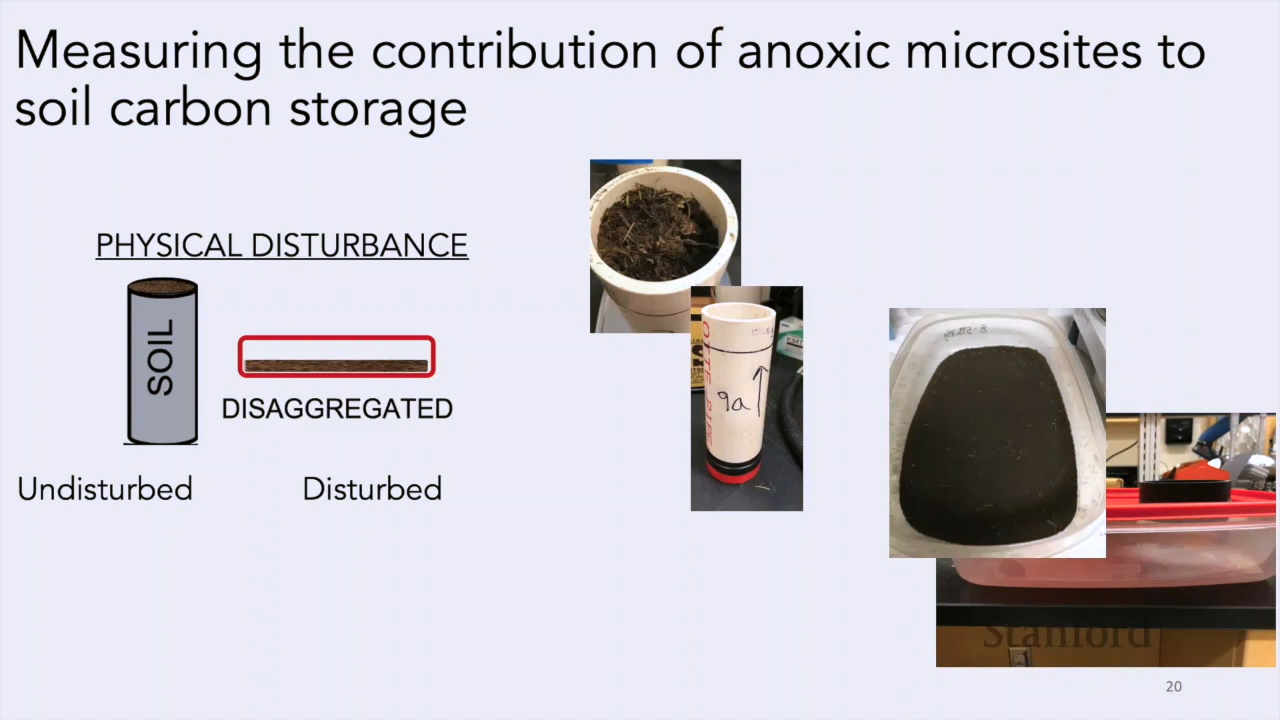 Measuring the contribution of anoxic microsites to
soil carbon storage
PHYSICAL DISTURBANCE
SOIL
DISAGGREGATED
Undisturbed
Disturbed
9a
Stanford
20